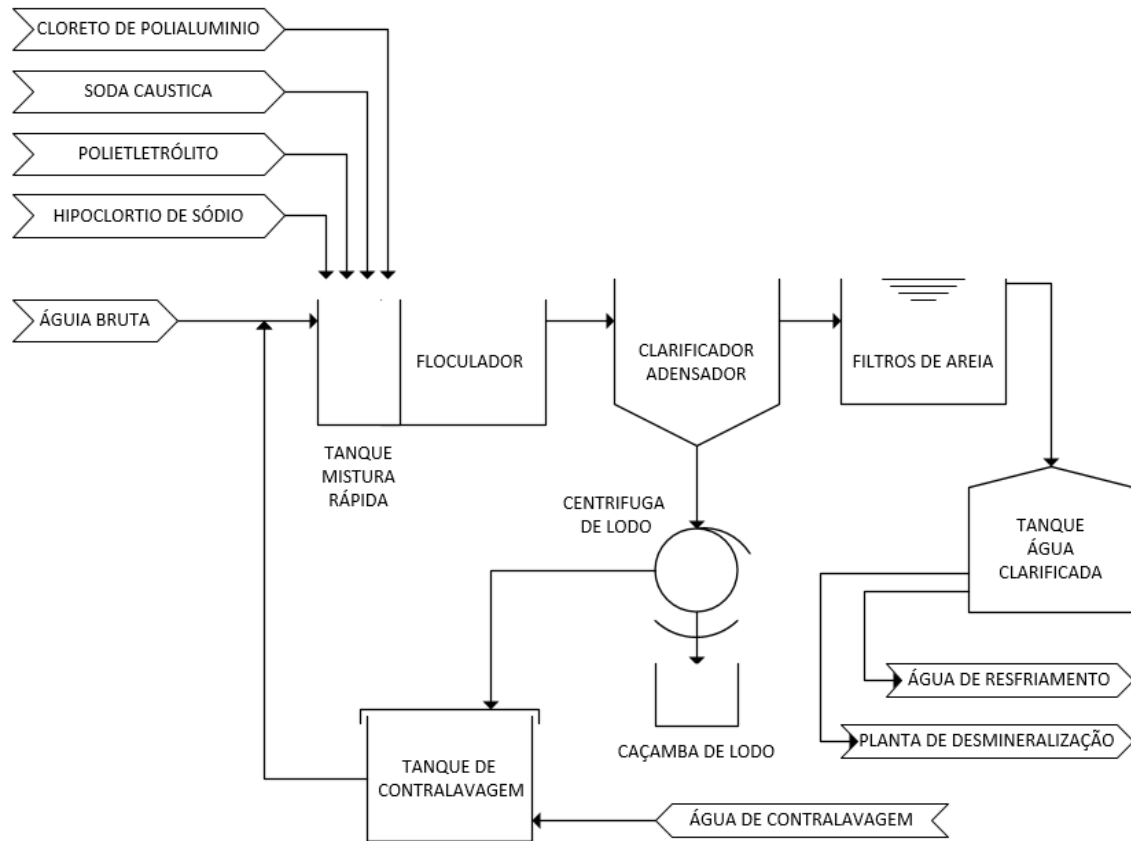 CLORETO DE POLIALUMINIO
SODA CAUSTICA
POLIETLETRÓLITO
HIPOCLORTIO DE SÓDIO
ÁGUIA BRUTA
FLOCULADOR
CLARIFICADOR
ADENSADOR
FILTROS DE AREIA
TANQUE
MISTURA
RÁPIDA
CENTRIFUGA
DE LODO
TANQUE
ÁGUA
CLARIFICADA
ÁGUA DE RESFRIAMENTO
PLANTA DE DESMINERALIZAÇÃO
CAÇAMBA DE LODO
TANQUE DE
CONTRALAVAGEM
ÁGUA DE CONTRALAVAGEM